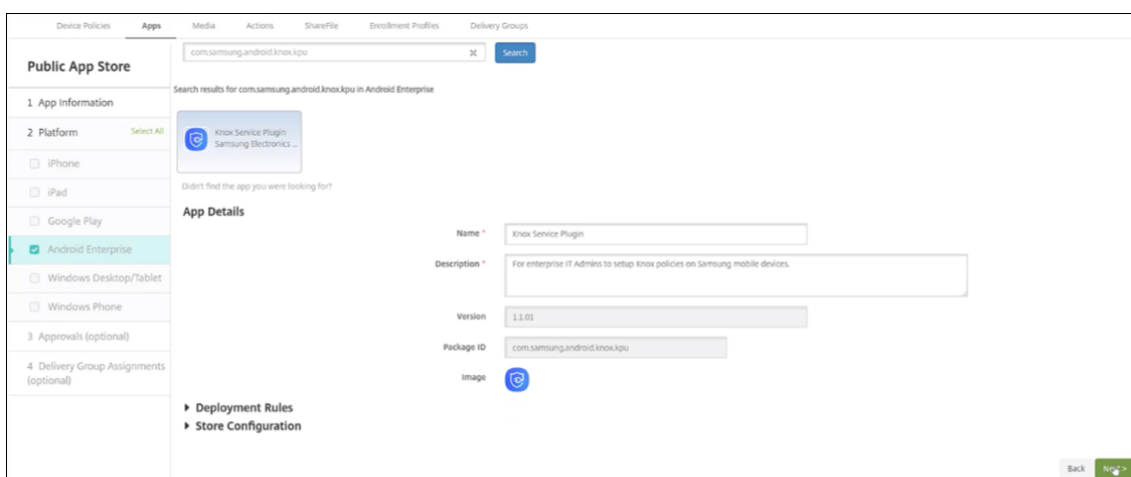 Device Policies Apps Media Actions ShareFile Enrollment Profiles Delivery Groups
Public App Store
1 App Information
2 Platform Select All
iPhone
iPad
Google Play
Android Enterprise
Windows Desktop/Tablet
Windows Phone
3 Approvals (optional)
4 Delivery Group Assignments
(optional)
com.samsung.android.knox.kpu
Search
Search results for com.samsung.android.knox.kpu in Android Enterprise
Knox Service Plugin
Samsung Electronics ...
Didn't find the app you were looking for?
App Details
Name *
Knox Service Plugin
Description *
For enterprise IT Admins to setup Knox policies on Samsung mobile devices.
Version
1.1.01
Package ID
com.samsung.android.knox.kpu
Image
Deployment Rules
Store Configuration
Back
Next >